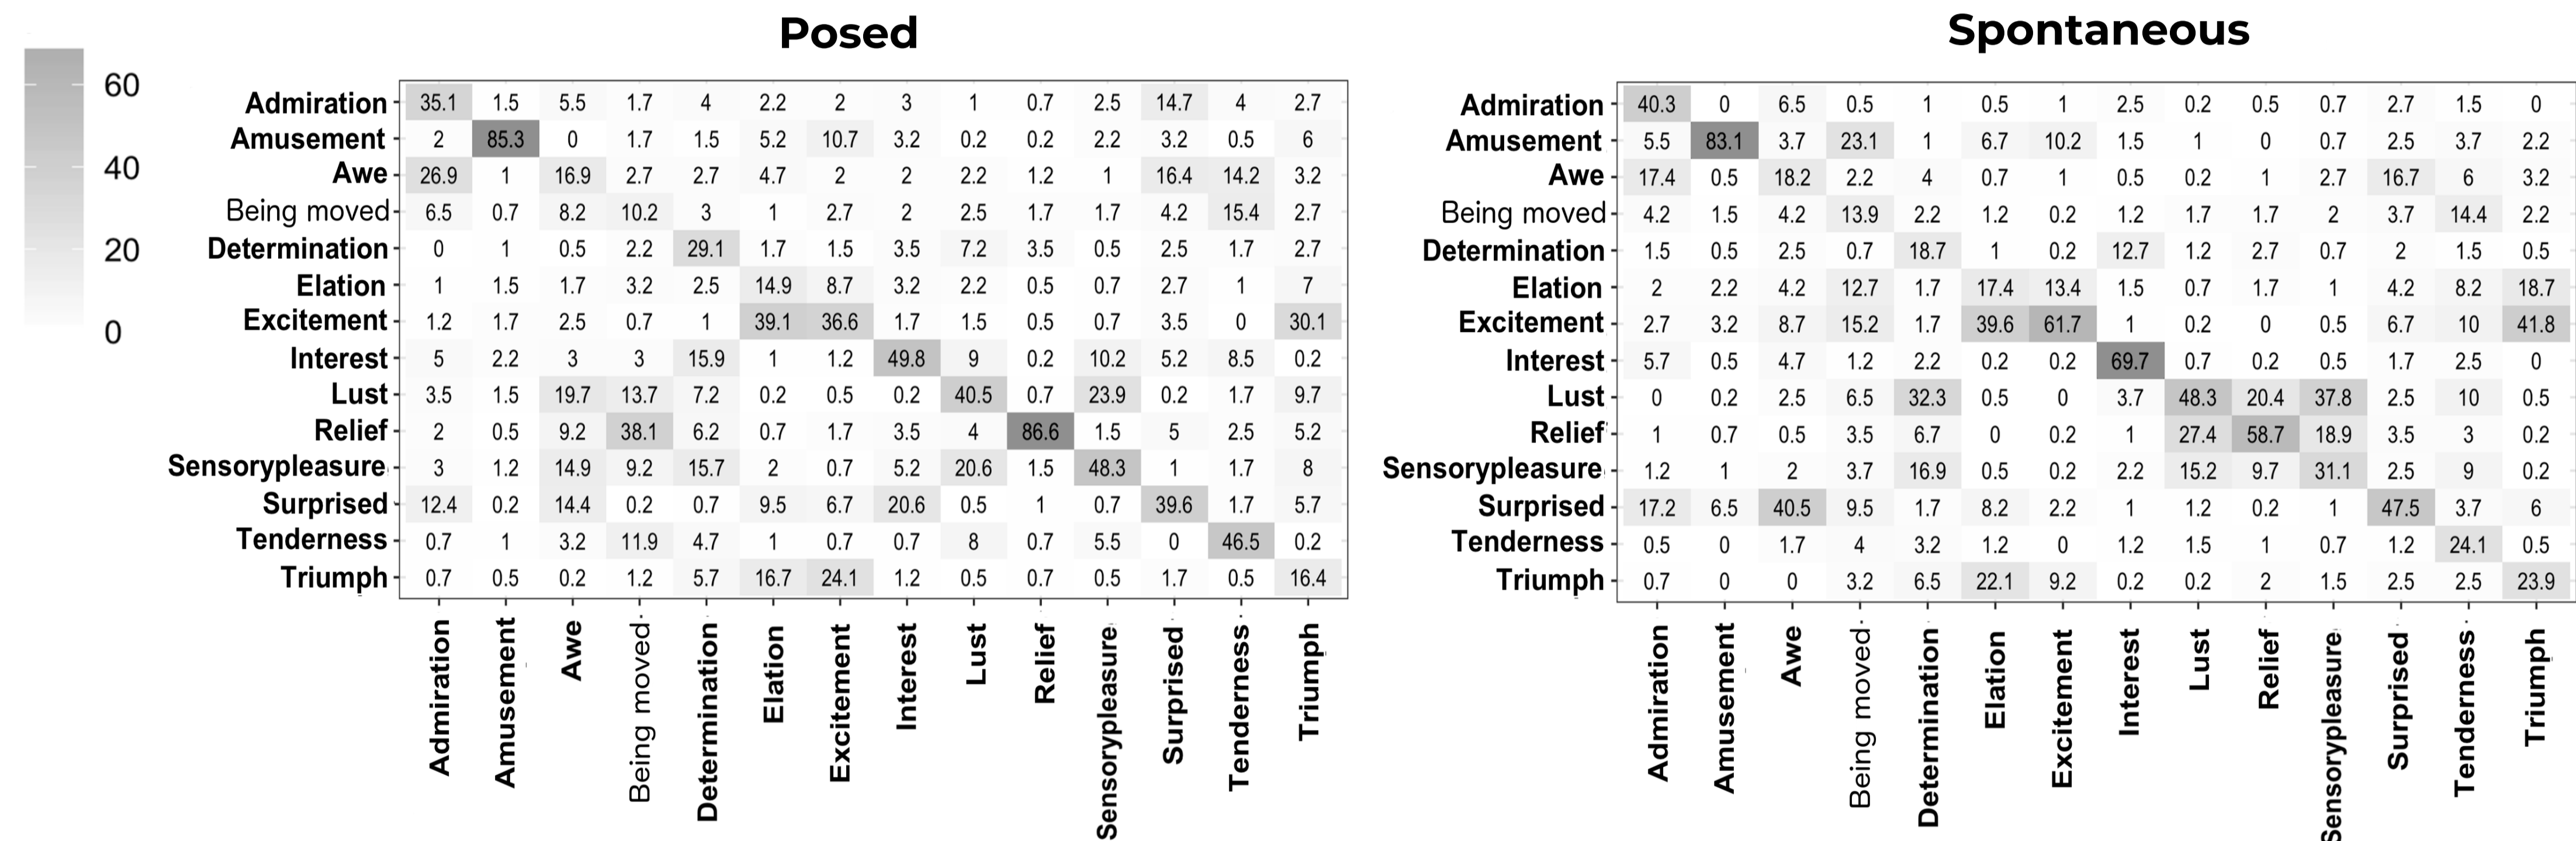 Posed
Spontaneous
60
40
20
0
Admiration 35.1 1.5 5.5 1.7 4 2.2 2 3 1 0.7 2.5 14.7 4 2.7
Amusement 2 85.3 0 1.7 1.5 5.2 10.7 3.2 0.2 0.2 2.2 3.2 0.5 6
Awe 26.9 1 16.9 2.7 2.7 4.7 2 2 2.2 1.2 1 16.4 14.2 3.2
Being moved 6.5 0.7 8.2 10.2 3 1 2.7 2 2.5 1.7 1.7 4.2 15.4 2.7
Determination 0 1 0.5 2.2 29.1 1.7 1.5 3.5 7.2 3.5 0.5 2.5 1.7 2.7
Elation 1 1.5 1.7 3.2 2.5 14.9 8.7 3.2 2.2 0.5 0.7 2.7 1 7
Excitement 1.2 1.7 2.5 0.7 1 39.1 36.6 1.7 1.5 0.5 0.7 3.5 0 30.1
Interest 5 2.2 3 3 15.9 1 1.2 49.8 9 0.2 10.2 5.2 8.5 0.2
Lust 3.5 1.5 19.7 13.7 7.2 0.2 0.5 0.2 40.5 0.7 23.9 0.2 1.7 9.7
Relief 2 0.5 9.2 38.1 6.2 0.7 1.7 3.5 4 86.6 1.5 5 2.5 5.2
Sensorypleasure 3 1.2 14.9 9.2 15.7 2 0.7 5.2 20.6 1.5 48.3 1 1.7 8
Surprised 12.4 0.2 14.4 0.2 0.7 9.5 6.7 20.6 0.5 1 0.7 39.6 1.7 5.7
Tenderness 0.7 1 3.2 11.9 4.7 1 0.7 0.7 8 0.7 5.5 0 46.5 0.2
Triumph 0.7 0.5 0.2 1.2 5.7 16.7 24.1 1.2 0.5 0.7 0.5 1.7 0.5 16.4
Admiration
Amusement
Awe
Being moved
Determination
Elation
Excitement
Interest
Lust
Relief
Sensorypleasure
Surprised
Tenderness
Triumph
Admiration 40.3 0 6.5 0.5 1 0.5 1 2.5 0.2 0.5 0.7 2.7 1.5 0
Amusement 5.5 83.1 3.7 23.1 1 6.7 10.2 1.5 1 0 0.7 2.5 3.7 2.2
Awe 17.4 0.5 18.2 2.2 4 0.7 1 0.5 0.2 1 2.7 16.7 6 3.2
Being moved 4.2 1.5 4.2 13.9 2.2 1.2 0.2 1.2 1.7 1.7 2 3.7 14.4 2.2
Determination 1.5 0.5 2.5 0.7 18.7 1 0.2 12.7 1.2 2.7 0.7 2 1.5 0.5
Elation 2 2.2 4.2 12.7 1.7 17.4 13.4 1.5 0.7 1.7 1 4.2 8.2 18.7
Excitement 2.7 3.2 8.7 15.2 1.7 39.6 61.7 1 0.2 0 0.5 6.7 10 41.8
Interest 5.7 0.5 4.7 1.2 2.2 0.2 0.2 69.7 0.7 0.2 0.5 1.7 2.5 0
Lust 0 0.2 2.5 6.5 32.3 0.5 0 3.7 48.3 20.4 37.8 2.5 10 0.5
Relief 1 0.7 0.5 3.5 6.7 0 0.2 1 27.4 58.7 18.9 3.5 3 0.2
Sensorypleasure 1.2 1 2 3.7 16.9 0.5 0.2 2.2 15.2 9.7 31.1 2.5 9 0.2
Surprised 17.2 6.5 40.5 9.5 1.7 8.2 2.2 1 1.2 0.2 1 47.5 3.7 6
Tenderness 0.5 0 1.7 4 3.2 1.2 0 1.2 1.5 1 0.7 1.2 24.1 0.5
Triumph 0.7 0 0 3.2 6.5 22.1 9.2 0.2 0.2 2 1.5 2.5 2.5 23.9
Admiration
Amusement
Awe
Being moved
Determination
Elation
Excitement
Interest
Lust
Relief
Sensorypleasure
Surprised
Tenderness
Triumph